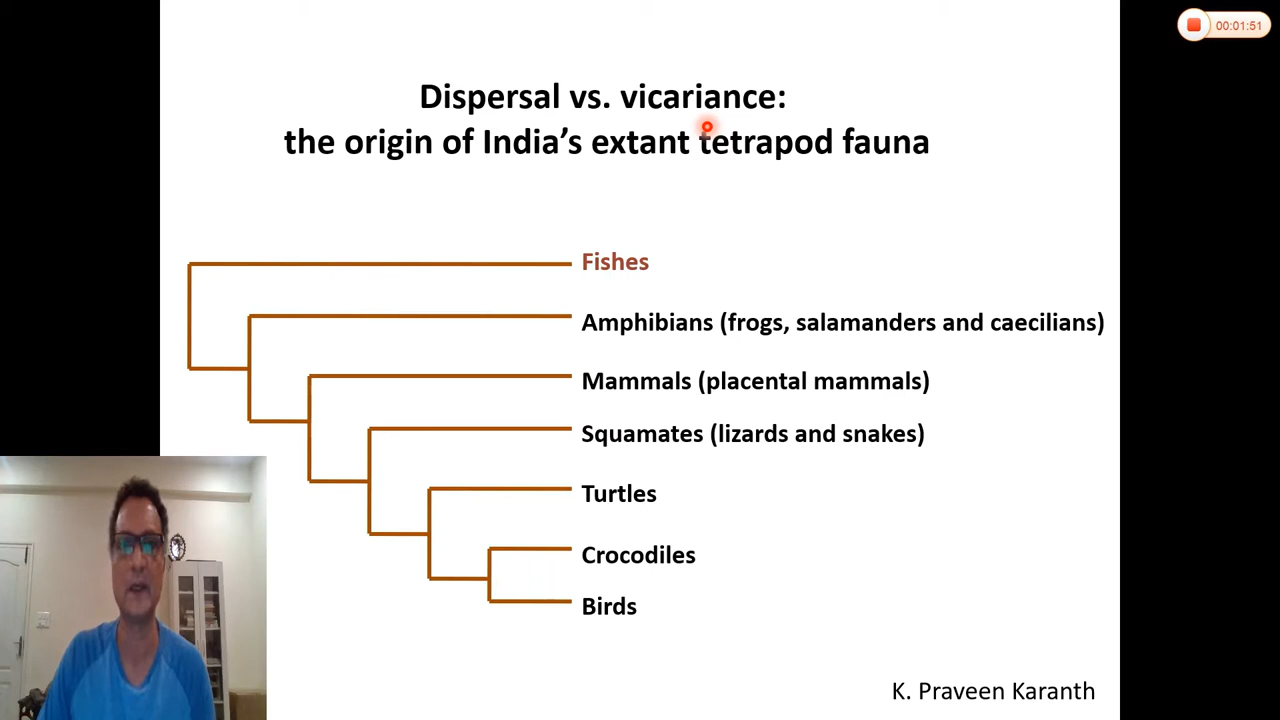 00:01:51
Dispersal vs. vicariance:
the origin of India’s extant tetrapod fauna
Fishes
Amphibians (frogs, salamanders and caecilians)
Mammals (placental mammals)
Squamates (lizards and snakes)
Turtles
Crocodiles
Birds
K. Praveen Karanth